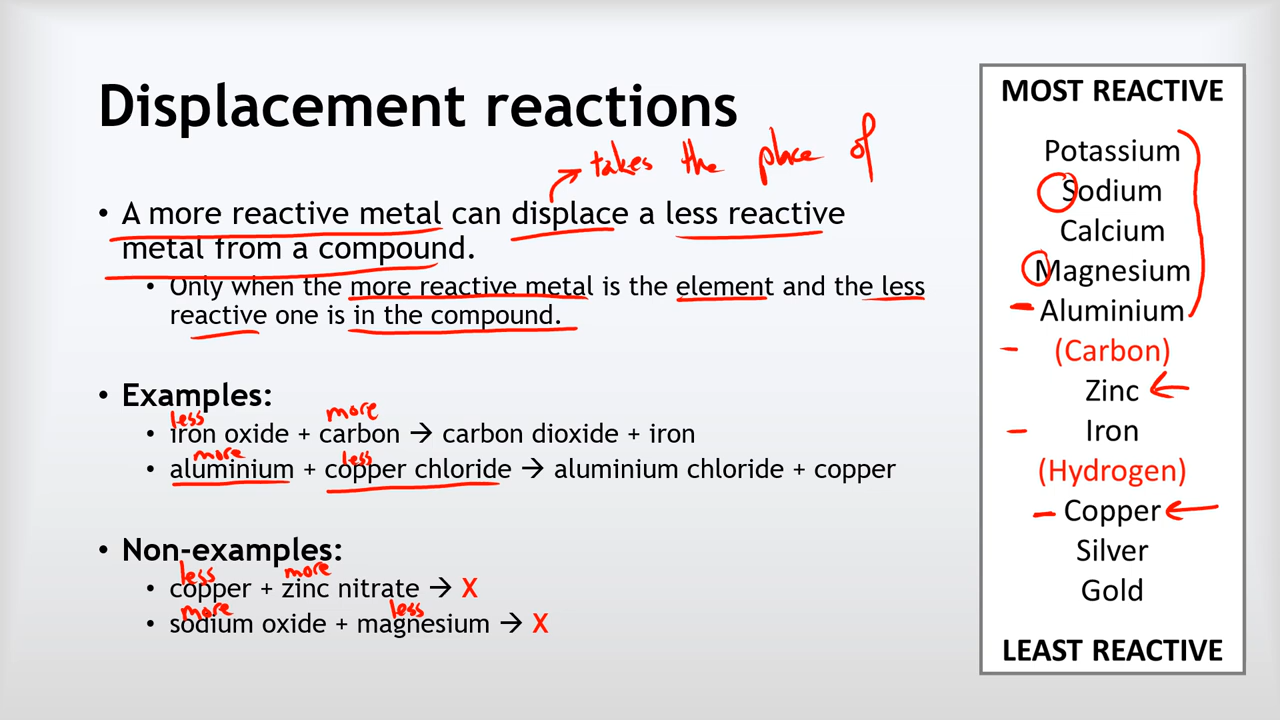 Displacement reactions
takes the place of
• A more reactive metal can displace a less reactive
metal from a compound.
• Only when the more reactive metal is the element and the less
reactive one is in the compound.
• Examples:
less more
• iron oxide + carbon → carbon dioxide + iron
more less
• aluminium + copper chloride → aluminium chloride + copper
• Non-examples:
less more
• copper + zinc nitrate → X
more less
• sodium oxide + magnesium → X
MOST REACTIVE
Potassium
Sodium
Calcium
Magnesium
Aluminium
(Carbon)
Zinc
Iron
(Hydrogen)
Copper
Silver
Gold
LEAST REACTIVE